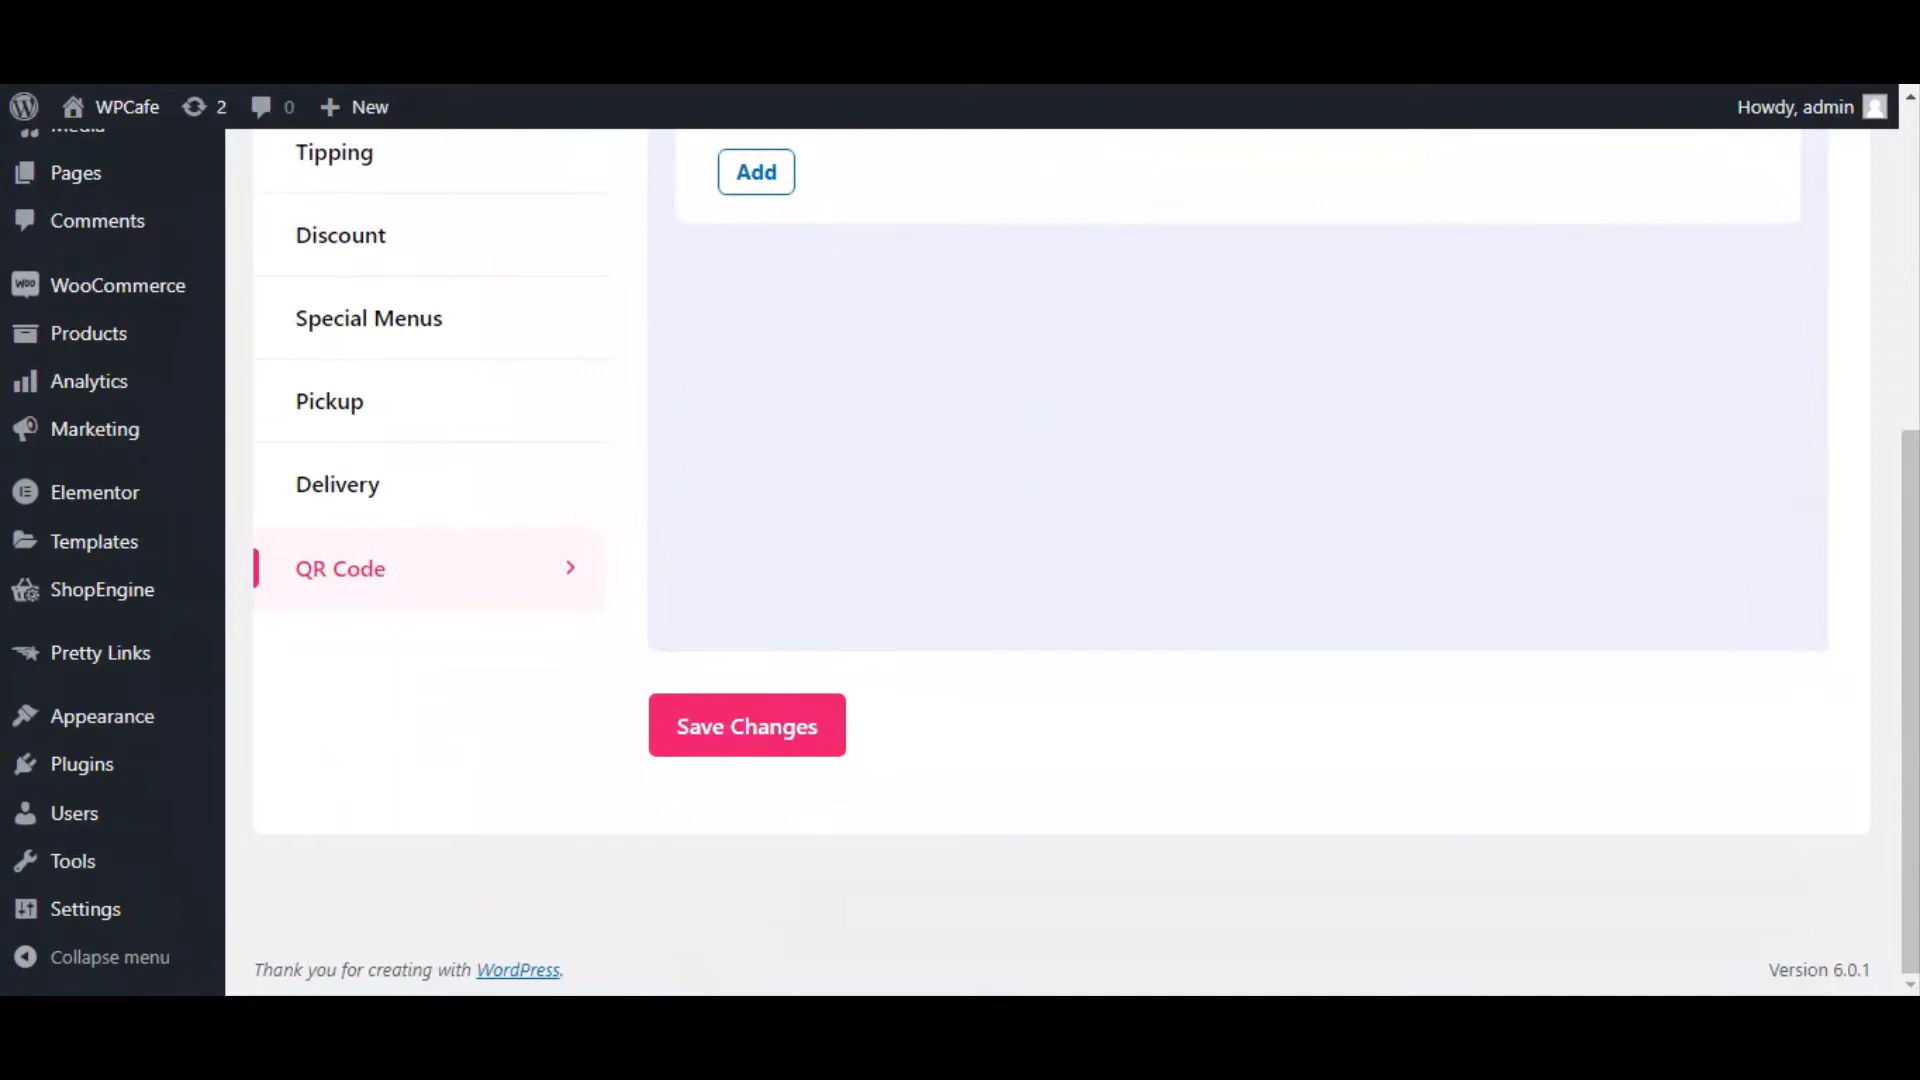 WPCafe 2 0 New Howdy, admin
Media
Pages
Comments
WOO WooCommerce
Products
Analytics
Marketing
Elementor
Templates
ShopEngine
Pretty Links
Appearance
Plugins
Users
Tools
Settings
Collapse menu
Tipping
Discount
Special Menus
Pickup
Delivery
QR Code
Add
Save Changes
Thank you for creating with WordPress.
Version 6.0.1